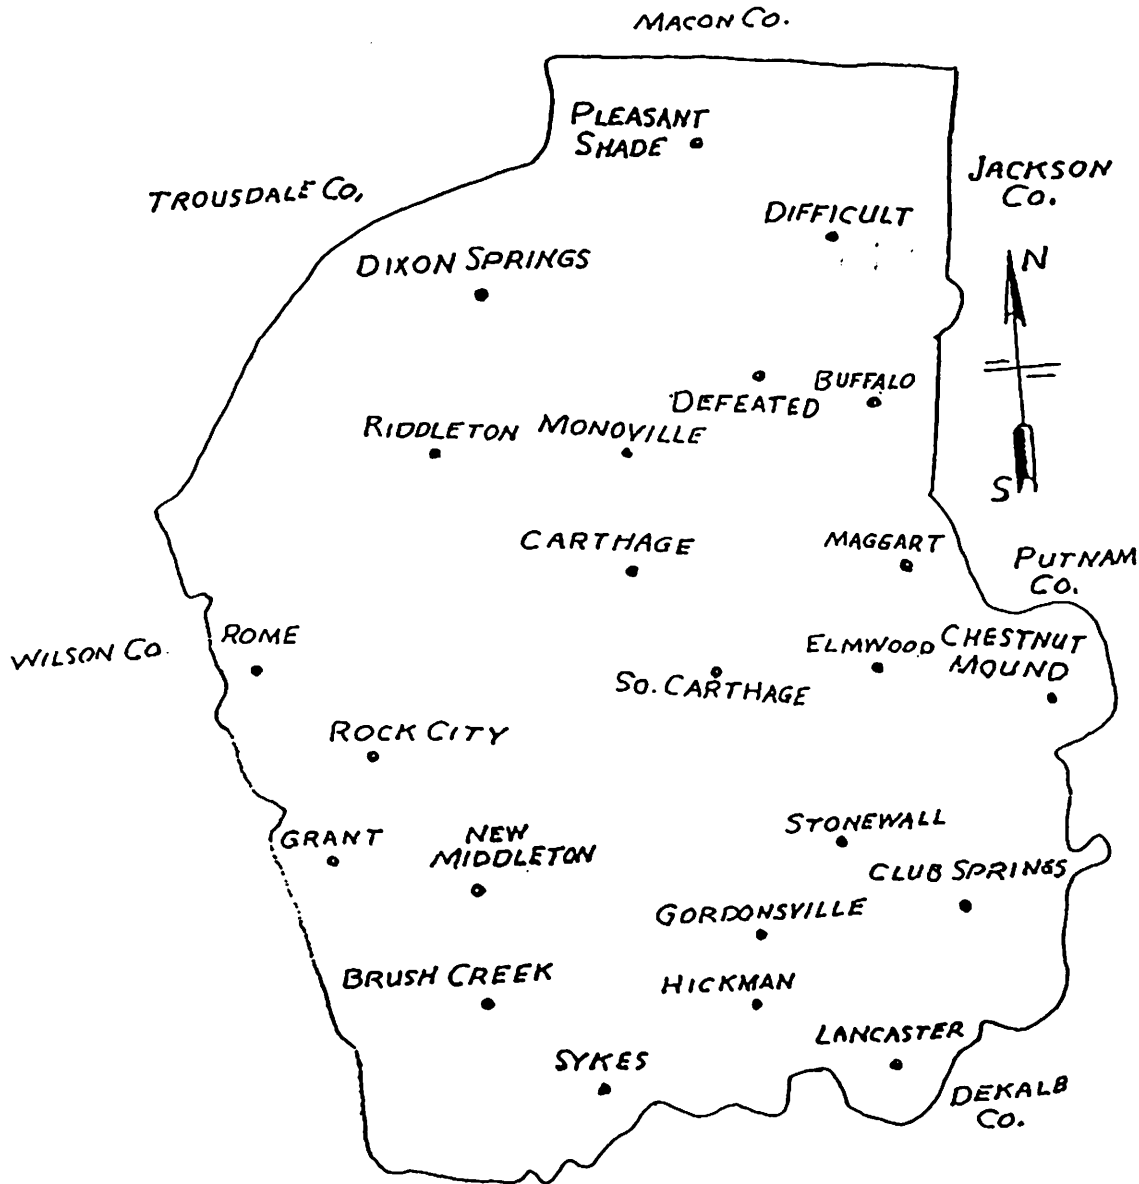 MACON CO.
PLEASANT
SHADE
JACKSON
CO.
TROUSDALE CO,
DIFFICULT
DIXON SPRINGS
N
BUFFALO
DEFEATED
RIDDLETON
MONOVILLE
S
CARTHAGE
MAGGART
PUTNAM
CO.
ROME
WILSON CO.
ELMWOOD
CHESTNUT
MOUND
SO. CARTHAGE
ROCK CITY
STONEWALL
GRANT
NEW
MIDDLETON
CLUB SPRINGS
GORDONSVILLE
BRUSH CREEK
HICKMAN
LANCASTER
SYKES
DEKALB
CO.